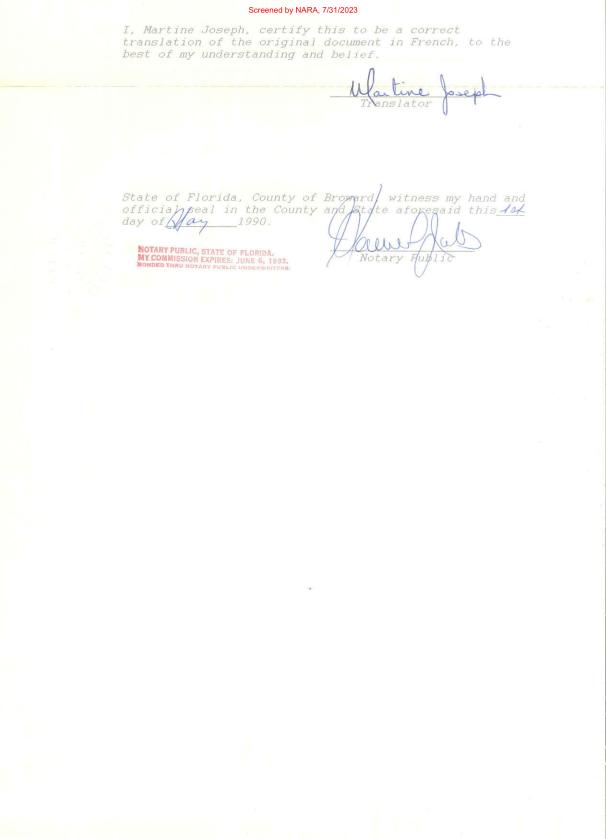 Screened by NARA, 7/31/2023
I, Martine Joseph, certify this to be a correct
translation of the original document in French, to the
best of my understanding and belief.
Martine Joseph
Translator
State of Florida, County of Broward, witness my hand and
official seal in the County and State aforesaid this 1st
day of May 1990.
NOTARY PUBLIC, STATE OF FLORIDA.
MY COMMISSION EXPIRES: JUNE 6, 1993.
BONDED THRU NOTARY PUBLIC UNDERWRITERS.
Notary Public